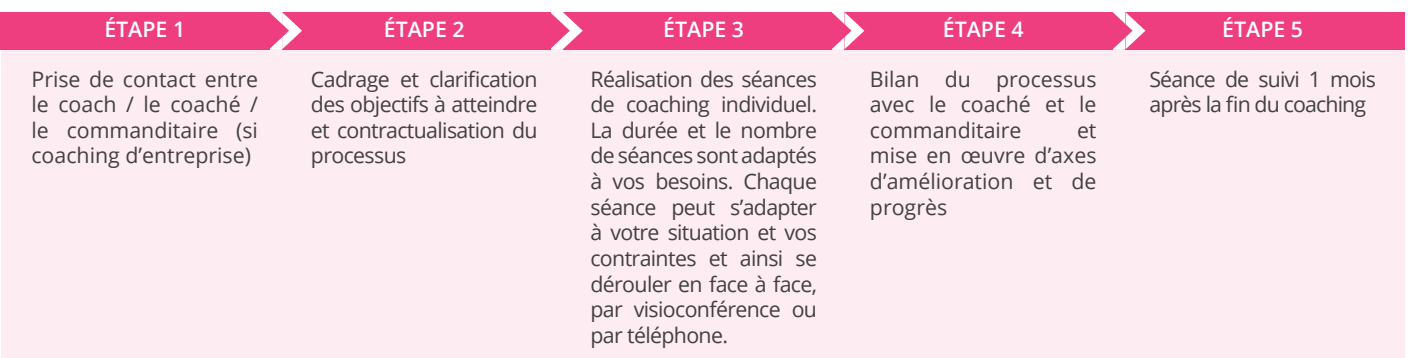 ÉTAPE 1
Prise de contact entre
le coach / le coaché /
le commanditaire (si
coaching d’entreprise)
ÉTAPE 2
Cadrage et clarification
des objectifs à atteindre
et contractualisation du
processus
ÉTAPE 3
Réalisation des séances
de coaching individuel.
La durée et le nombre
de séances sont adaptés
à vos besoins. Chaque
séance peut s’adapter
à votre situation et vos
contraintes et ainsi se
dérouler en face à face,
par visioconférence ou
par téléphone.
ÉTAPE 4
Bilan du processus
avec le coaché et le
commanditaire et
mise en œuvre d’axes
d’amélioration et de
progrès
ÉTAPE 5
Séance de suivi 1 mois
après la fin du coaching